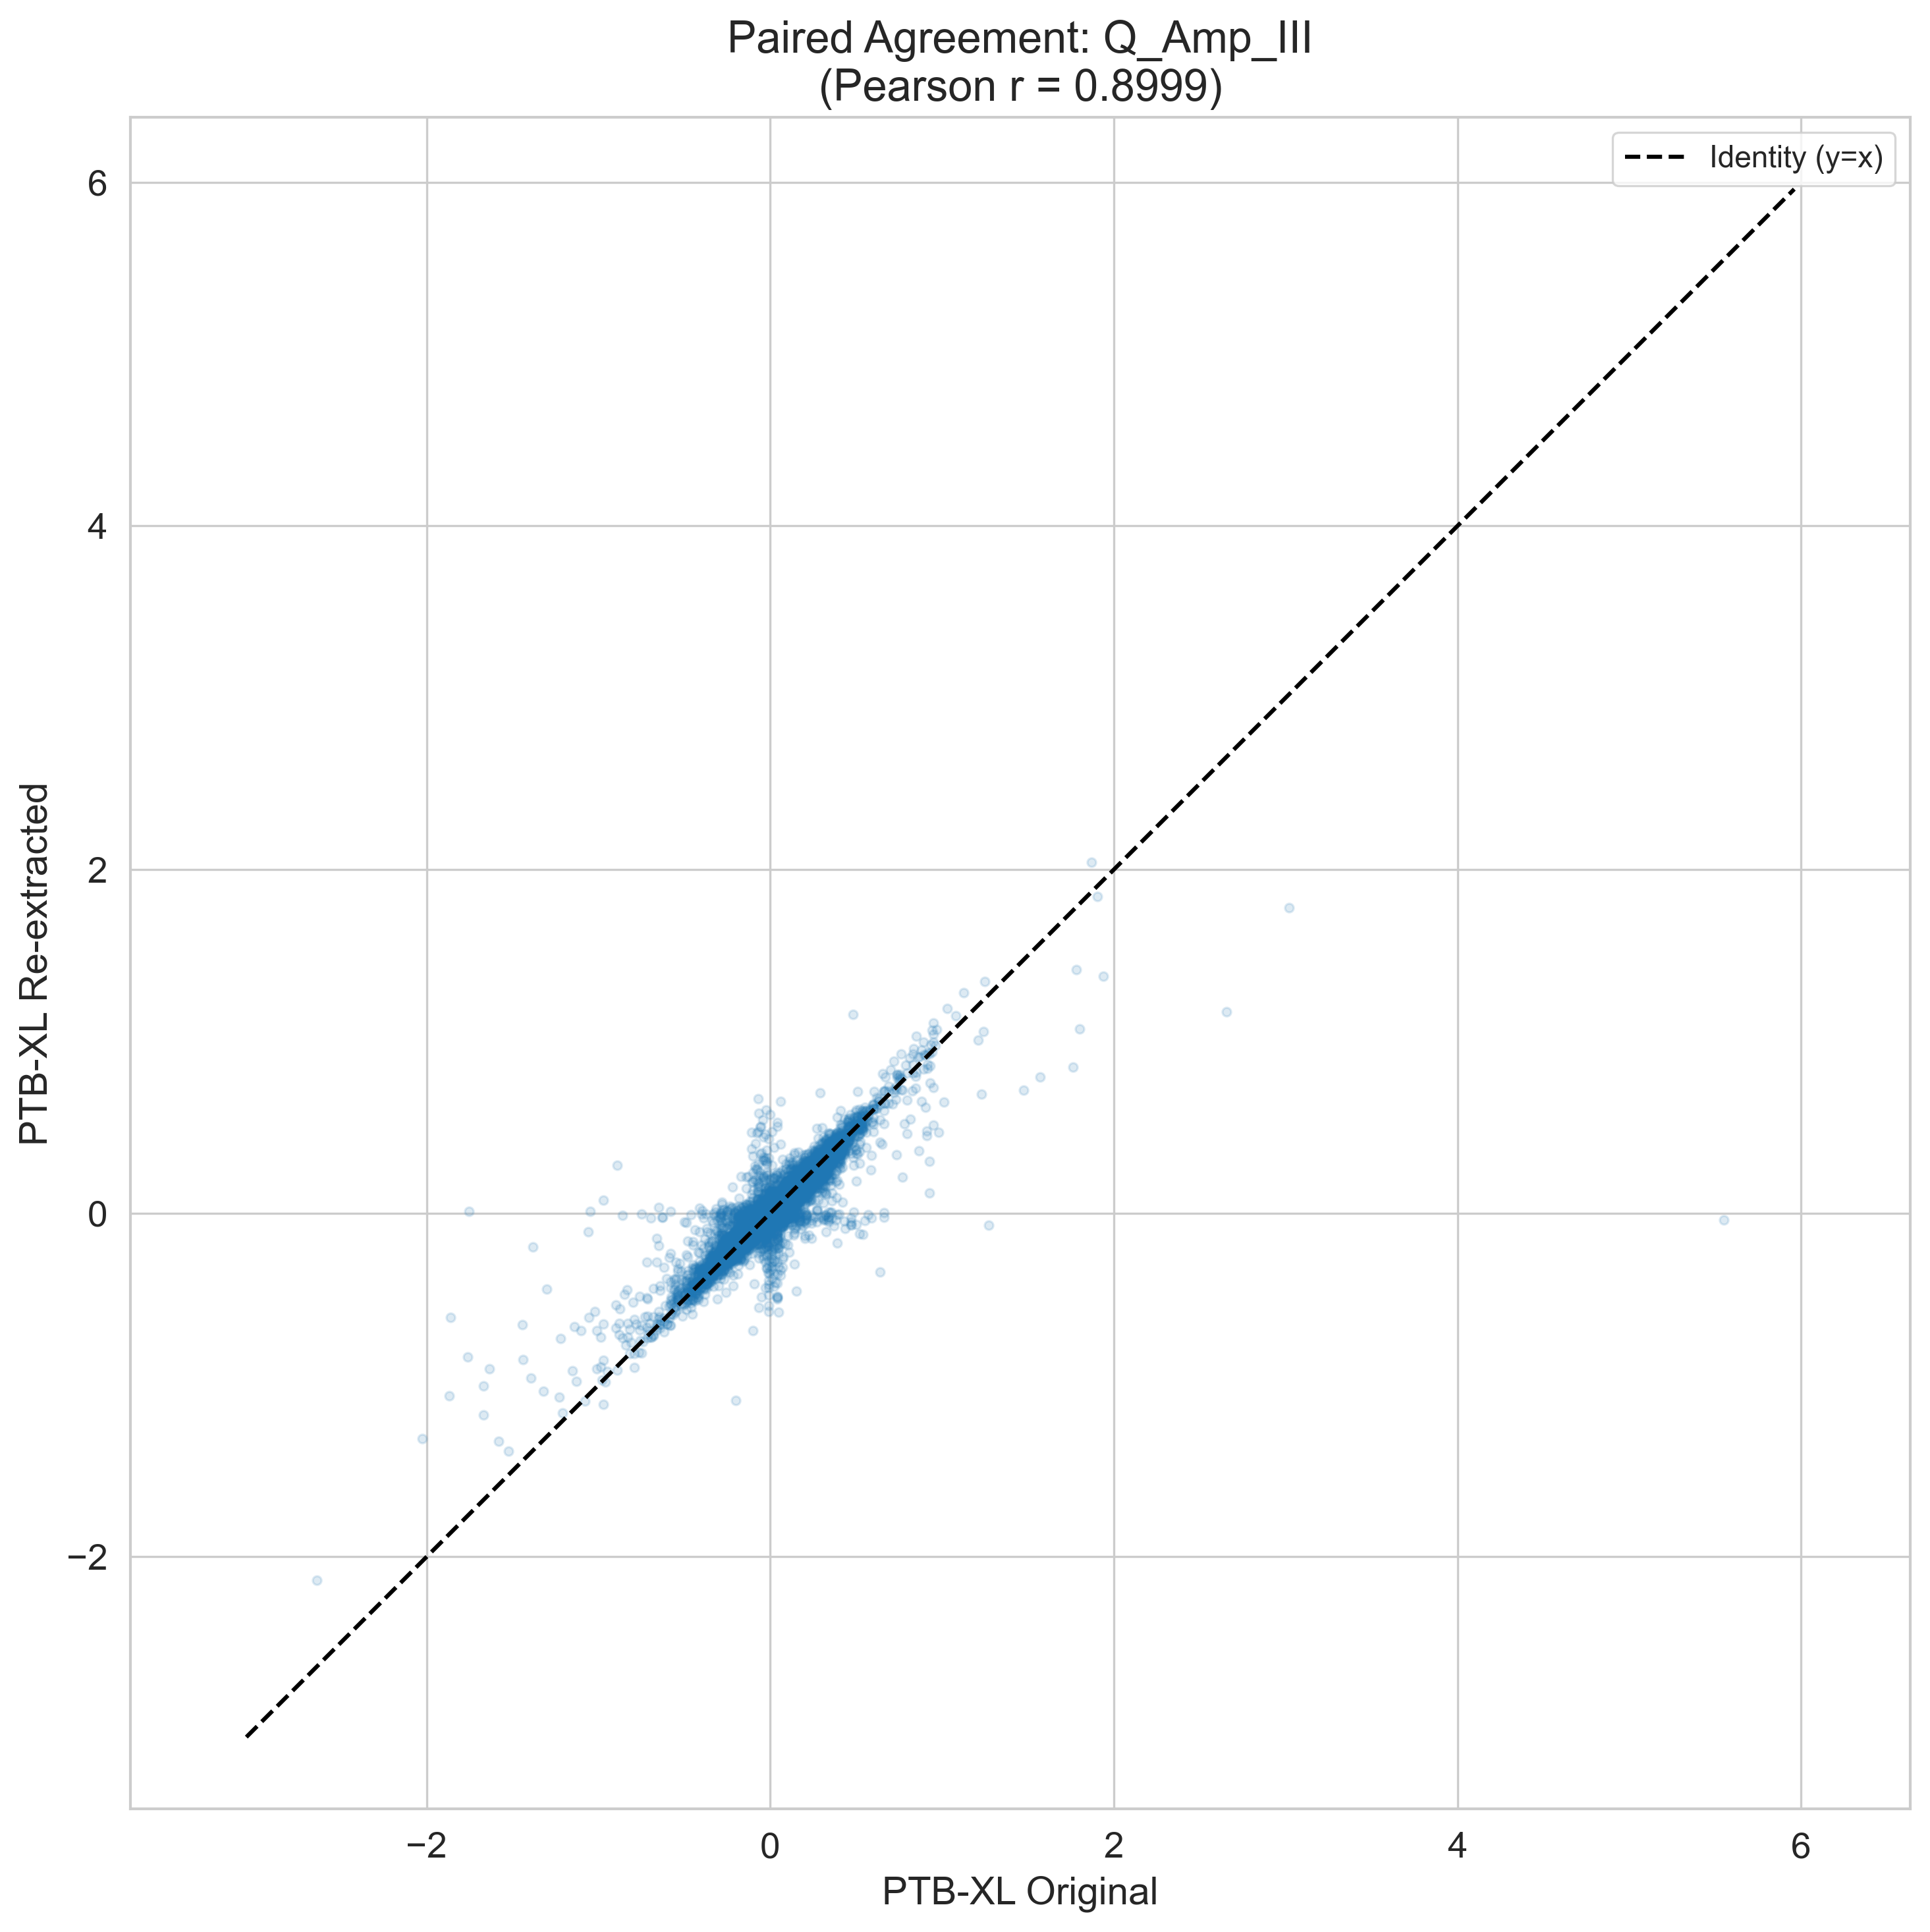 Paired Agreement: Q_Amp_III
(Pearson r = 0.8999)
Identity (y=x)
6
4
2
0
−2
PTB-XL Re-extracted
−2
0
2
4
6
PTB-XL Original